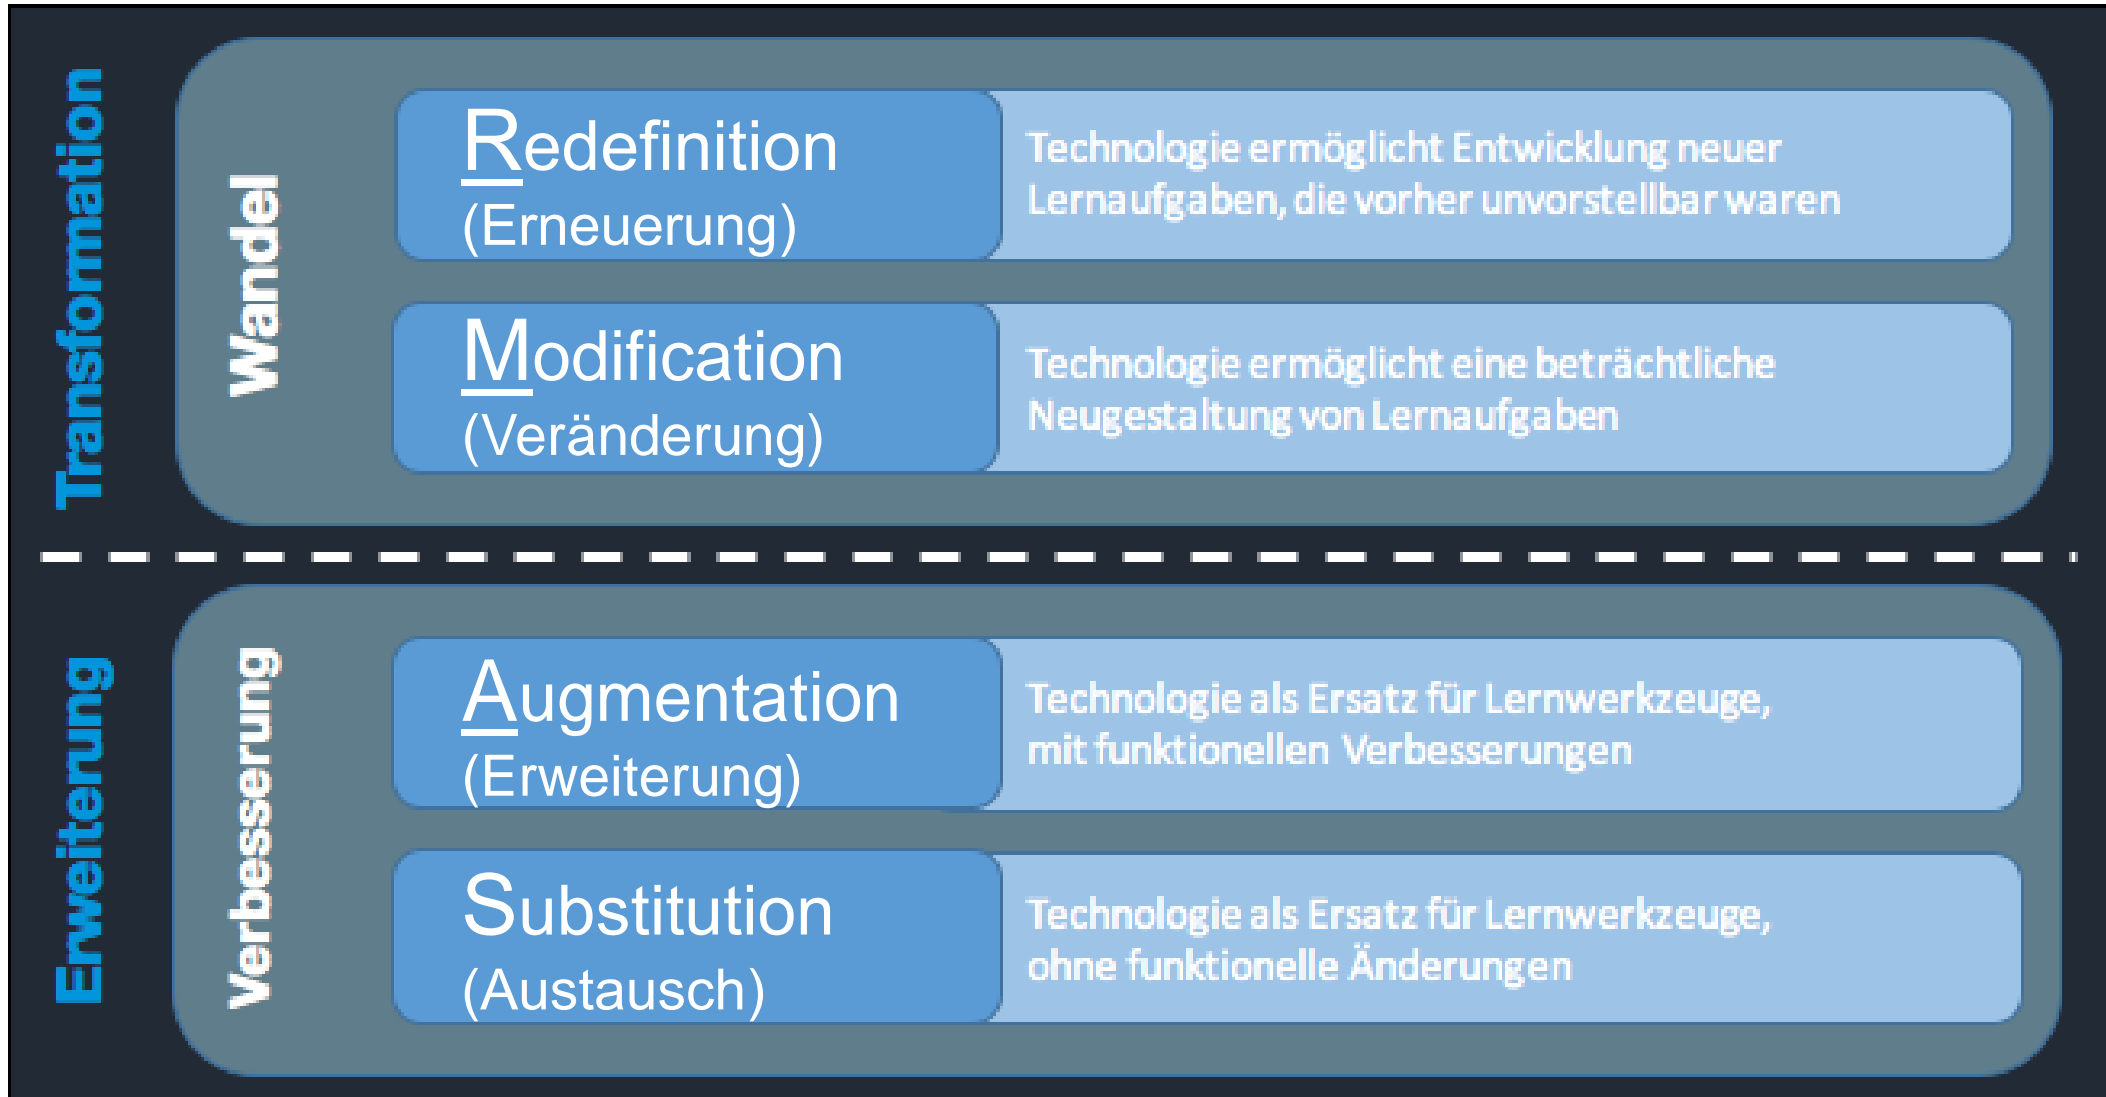 Transformation
Wandel
Redefinition
(Erneuerung)
Technologie ermöglicht Entwicklung neuer
Lernaufgaben, die vorher unvorstellbar waren
Modification
(Veränderung)
Technologie ermöglicht eine beträchtliche
Neugestaltung von Lernaufgaben
Erweiterung
Verbesserung
Augmentation
(Erweiterung)
Technologie als Ersatz für Lernwerkzeuge,
mit funktionellen Verbesserungen
Substitution
(Austausch)
Technologie als Ersatz für Lernwerkzeuge,
ohne funktionelle Änderungen